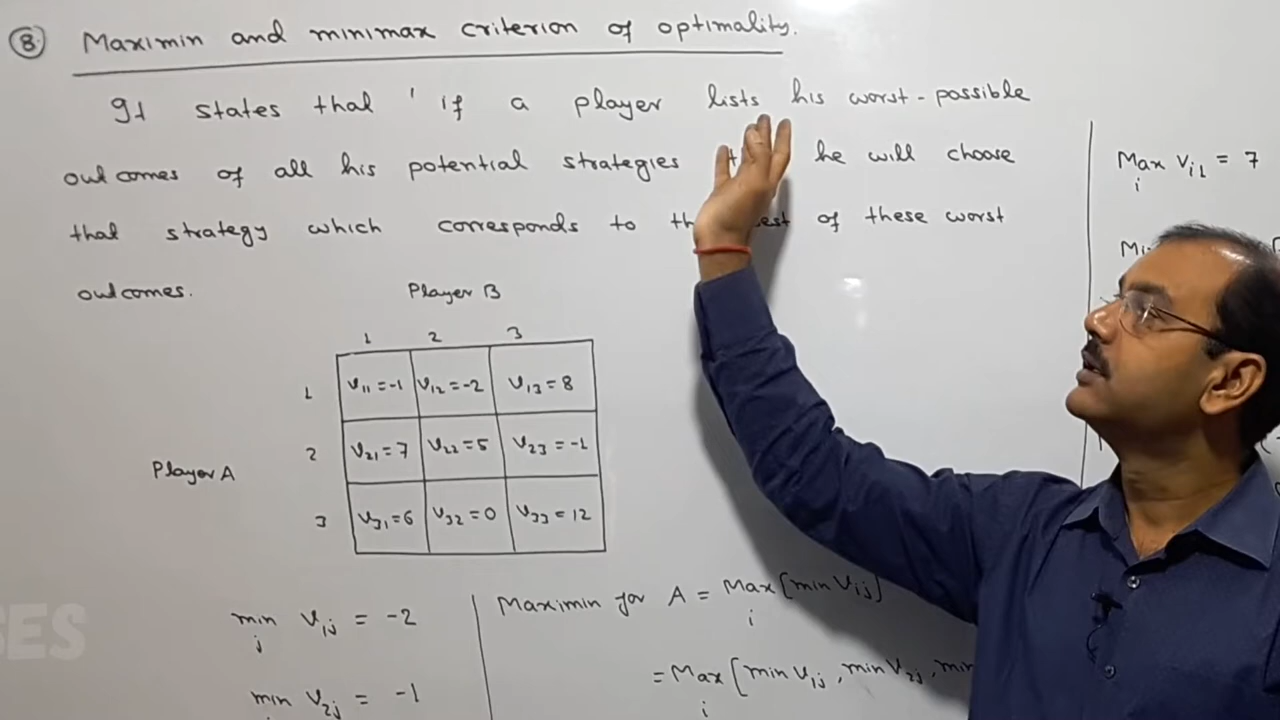 8 Maximin and minimax criterion of optimality.
It states that ' if a player lists his worst-possible
outcomes of all his potential strategies he will choose
that strategy which corresponds to of these worst
outcomes.
Player B
1 2 3
1 V11 = -1 V12 = -2 V13 = 8
2 V21 = 7 V22 = 5 V23 = -1
Player A
3 V31 = 6 V32 = 0 V33 = 12
min V1j = -2
j
min V2j = -1
Maximin for A = Max [min Vij]
i
= Max [min V1j, min V2j, min
i
Max Vi1 = 7
i
SES